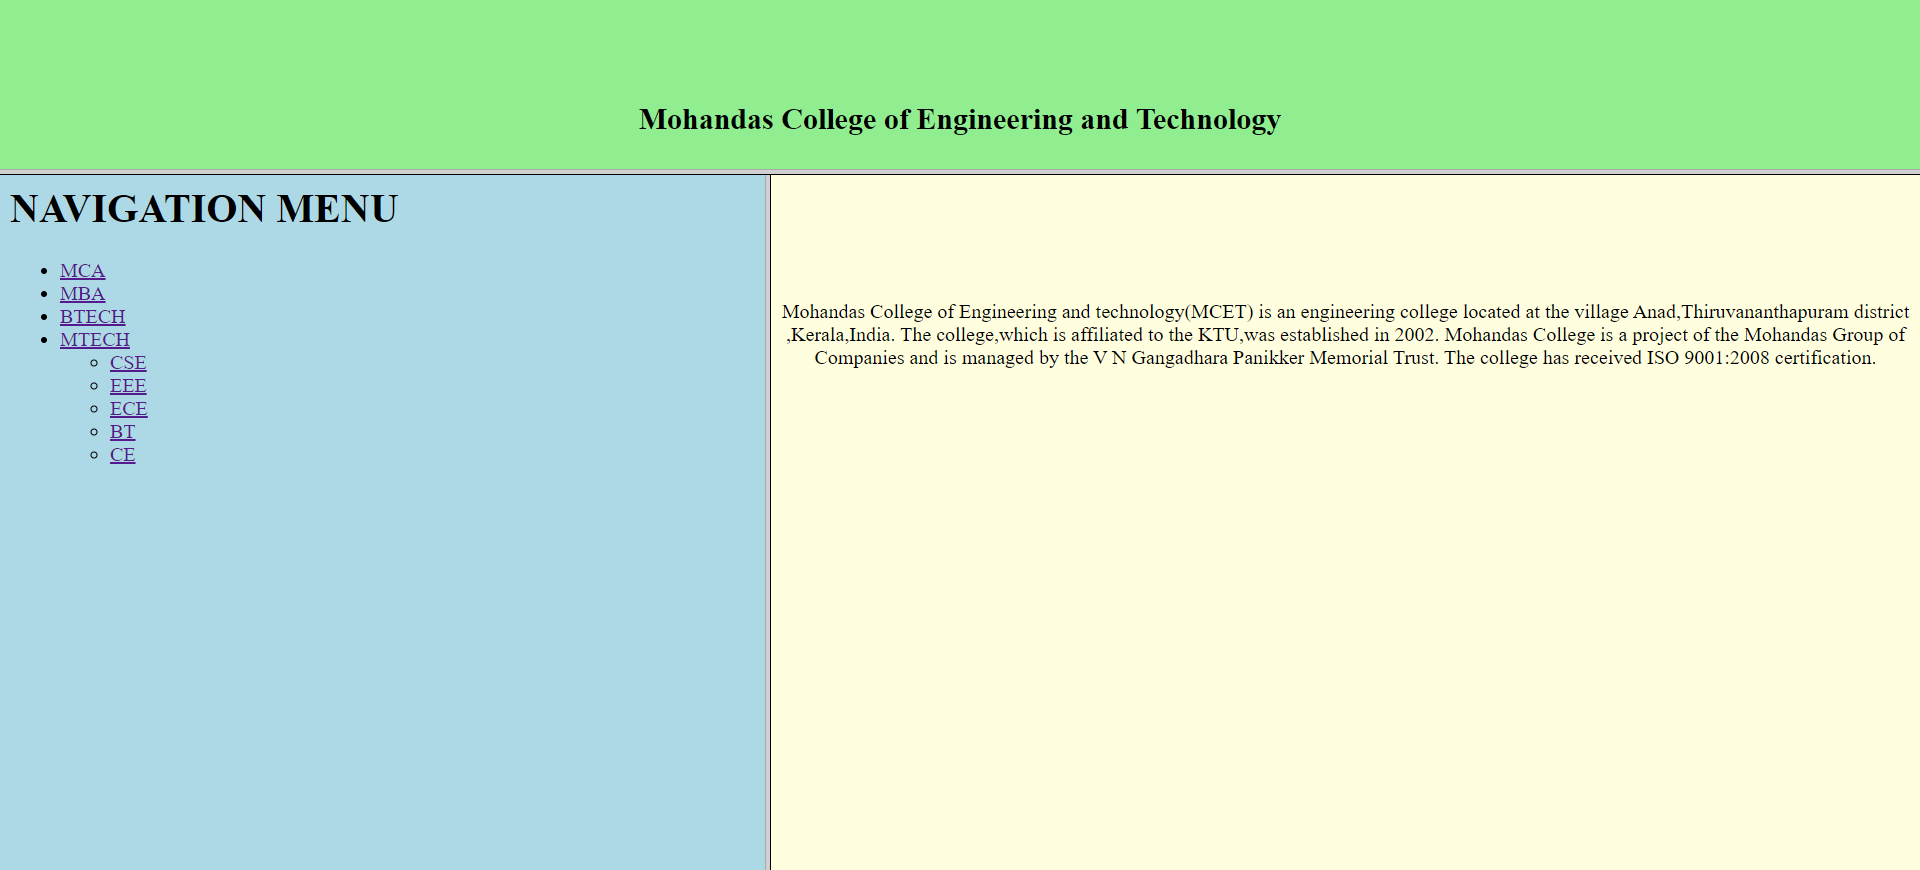 Mohandas College of Engineering and Technology
NAVIGATION MENU
MCA
MBA
BTECH
MTECH
CSE
EEE
ECE
BT
CE
Mohandas College of Engineering and technology(MCET) is an engineering college located at the village Anad,Thiruvananthapuram district
,Kerala,India. The college,which is affiliated to the KTU,was established in 2002. Mohandas College is a project of the Mohandas Group of
Companies and is managed by the V N Gangadhara Panikker Memorial Trust. The college has received ISO 9001:2008 certification.